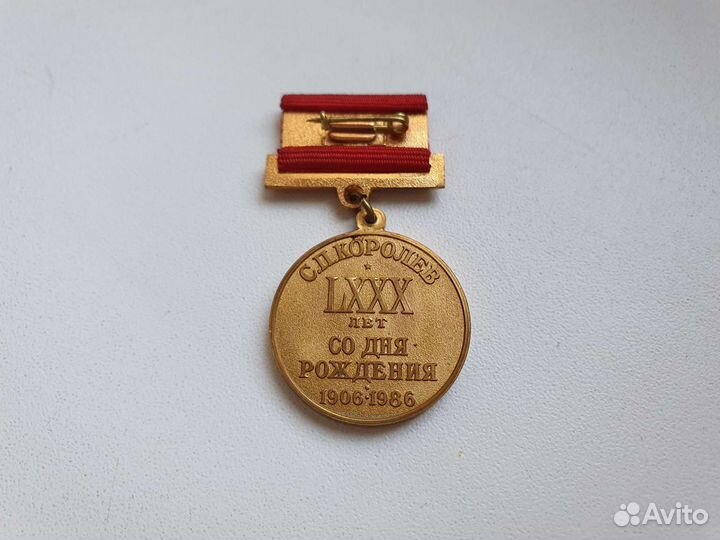 С.П.КОРОЛЕВ
LXXX
ЛЕТ
СО ДНЯ
РОЖДЕНИЯ
1906·1986
Avito